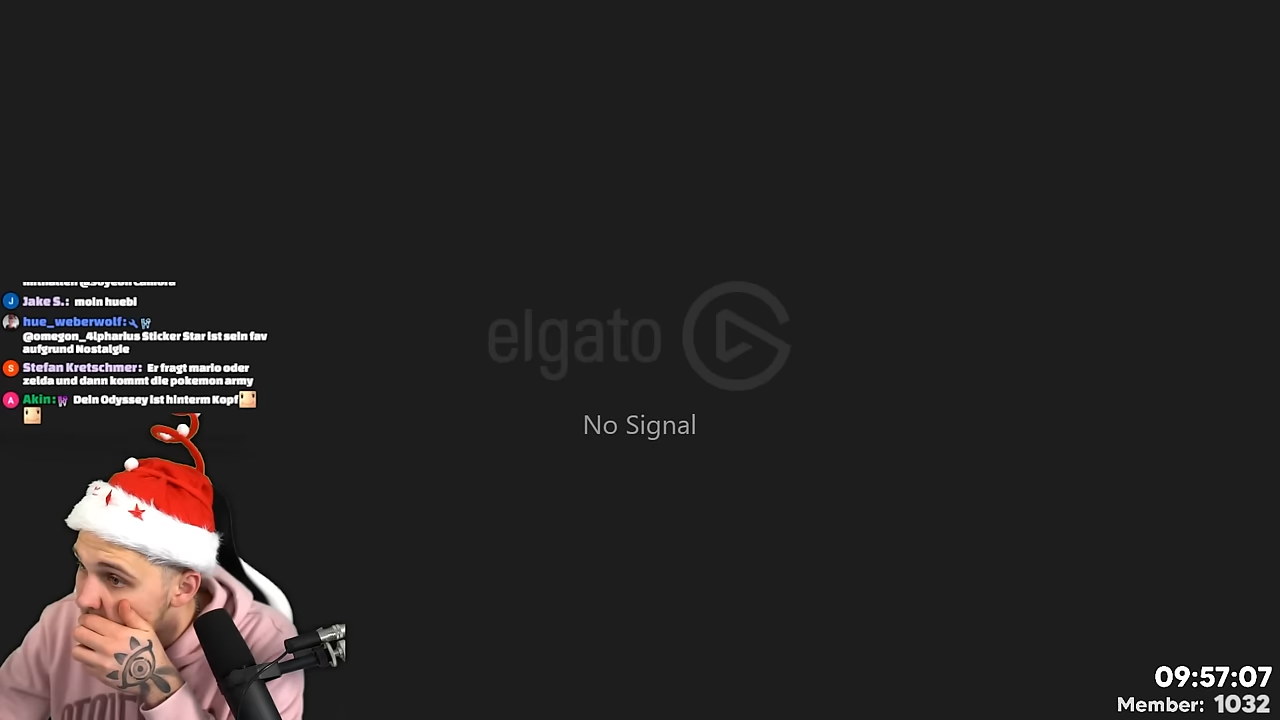 Jake S.: moin huebi
hue_weberwolf:
@omegon_4lpharius Sticker Star ist sein fav
aufgrund Nostalgie
Stefan Kretschmer: Er fragt mario oder
zelda und dann kommt die pokemon army
Akin: Dein Odyssey ist hinterm Kopf
elgato
No Signal
09:57:07
Member: 1032